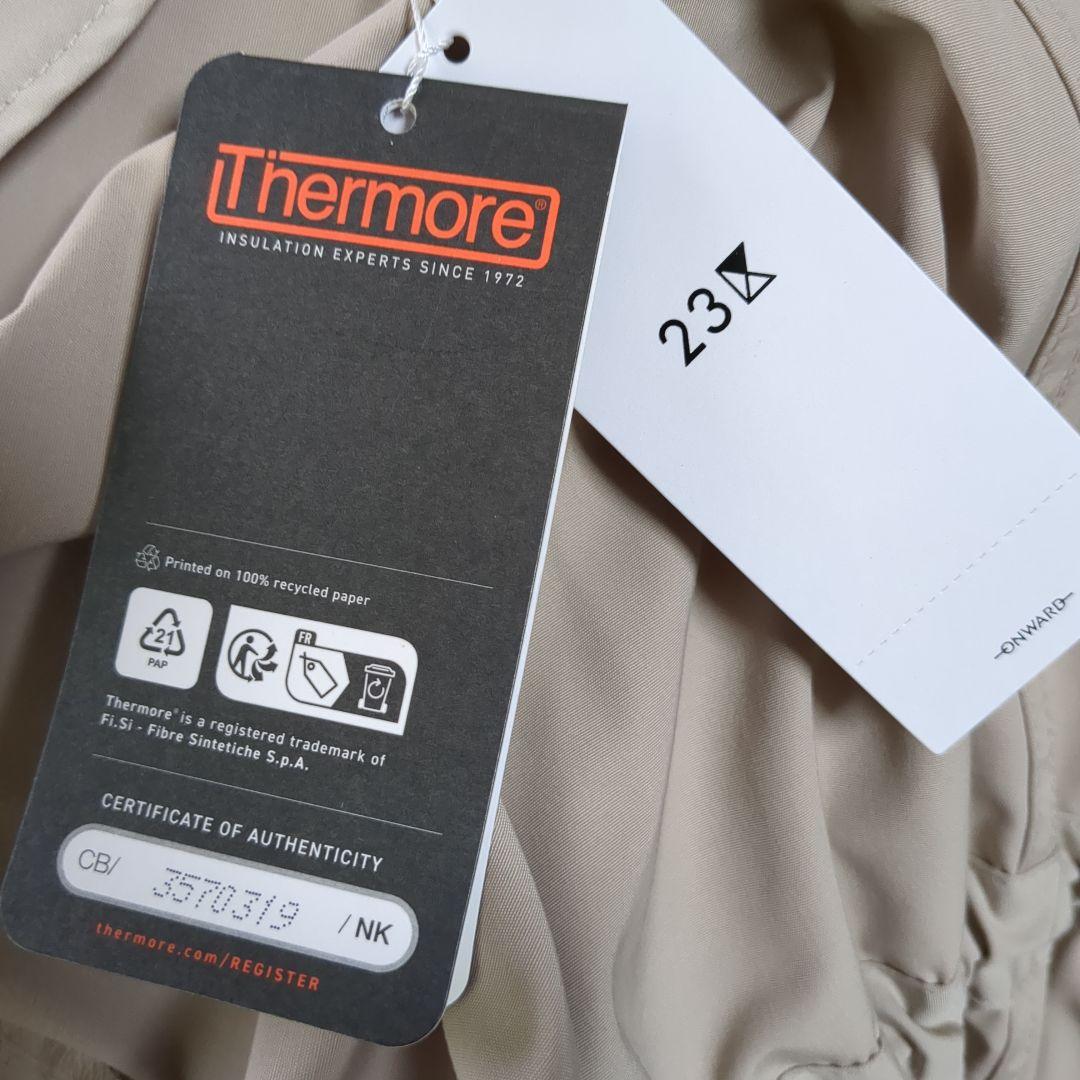 Thermore®
INSULATION EXPERTS SINCE 1972
23
Printed on 100% recycled paper
21
PAP
FR
Thermore® is a registered trademark of
Fi.Si - Fibre Sintetiche S.p.A.
CERTIFICATE OF AUTHENTICITY
CB/ 3570319 /NK
thermore.com/REGISTER
ONWARD